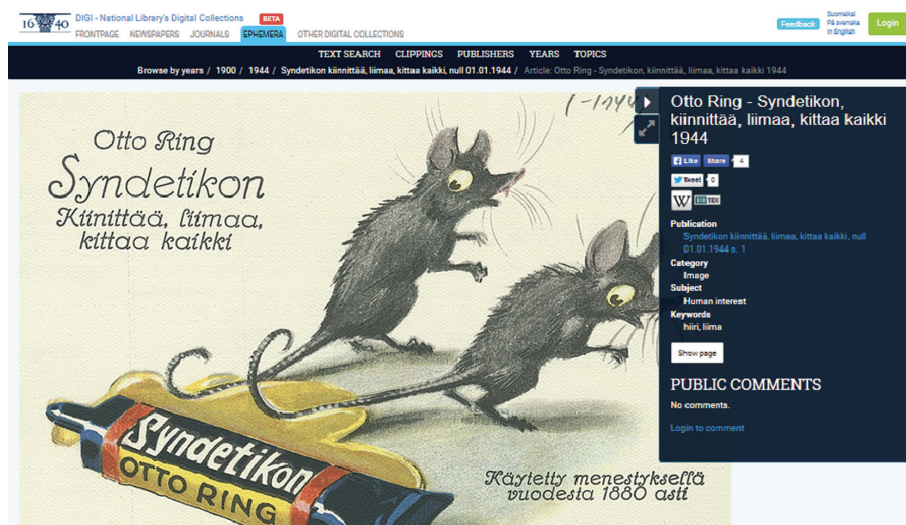 16 40
DIGI - National Library's Digital Collections BETA
FRONTPAGE NEWSPAPERS JOURNALS EPHEMERA OTHER DIGITAL COLLECTIONS
Feedback
Suomeksi
På svenska
In English
Login
TEXT SEARCH CLIPPINGS PUBLISHERS YEARS TOPICS
Browse by years / 1900 / 1944 / Syndetikon kiinnittää, liimaa, kittaa kaikki, null 01.01.1944 / Article: Otto Ring - Syndetikon, kiinnittää, liimaa, kittaa kaikki 1944
Otto Ring
Syndetikon
Kiinittää, liimaa,
kittaa kaikki
Syndetikon
OTTO RING
Käytetty menestyksellä
vuodesta 1880 asti
Otto Ring - Syndetikon,
kiinnittää, liimaa, kittaa kaikki
1944
Like Share 4
Tweet 0
W BIBTEX
Publication
Syndetikon kiinnittää, liimaa, kittaa kaikki, null
01.01.1944 s. 1
Category
Image
Subject
Human interest
Keywords
hiiri, liima
Show page
PUBLIC COMMENTS
No comments.
Login to comment